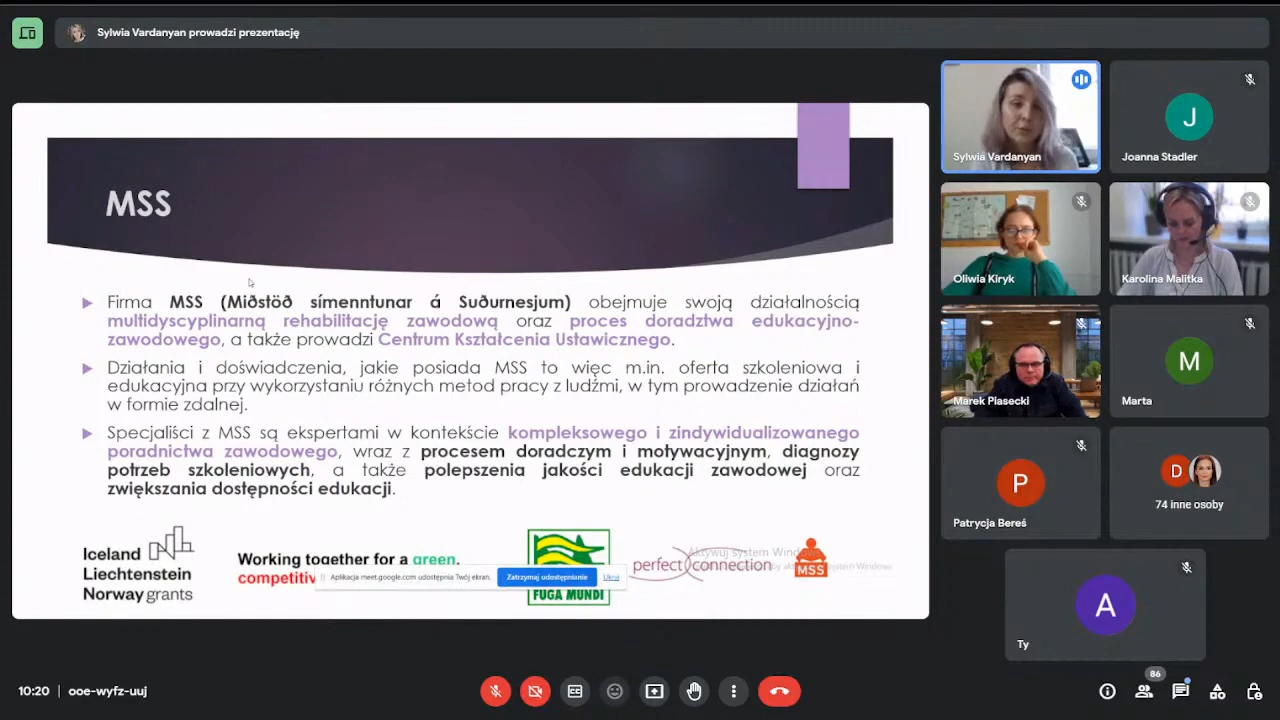 Sylwia Vardanyan prowadzi prezentację
MSS
Firma MSS (Miðstöð símenntunar á Suðurnesjum) obejmuje swoją działalnością
multidyscyplinarną rehabilitację zawodową oraz proces doradztwa edukacyjno-
zawodowego, a także prowadzi Centrum Kształcenia Ustawicznego.
Działania i doświadczenia, jakie posiada MSS to więc m.in. oferta szkoleniowa i
edukacyjna przy wykorzystaniu różnych metod pracy z ludźmi, w tym prowadzenie działań
w formie zdalnej.
Specjaliści z MSS są ekspertami w kontekście kompleksowego i zindywidualizowanego
poradnictwa zawodowego, wraz z procesem doradczym i motywacyjnym, diagnozy
potrzeb szkoleniowych, a także polepszenia jakości edukacji zawodowej oraz
zwiększania dostępności edukacji.
Iceland
Liechtenstein
Norway grants
Working together for a green,
competitiv
Aplikacja meet.google.com udostępnia Twój ekran.
Zatrzymaj udostępnianie
Ukryj
FUGA MUNDI
perfect connection
Aktywuj system Windows
MSS
Sylwia Vardanyan
J
Joanna Stadler
Oliwia Kiryk
Karolina Malitka
Marek Piasecki
M
Marta
P
Patrycja Bereś
D
74 inne osoby
A
Ty
10:20 | ooe-wyfz-uuj
86